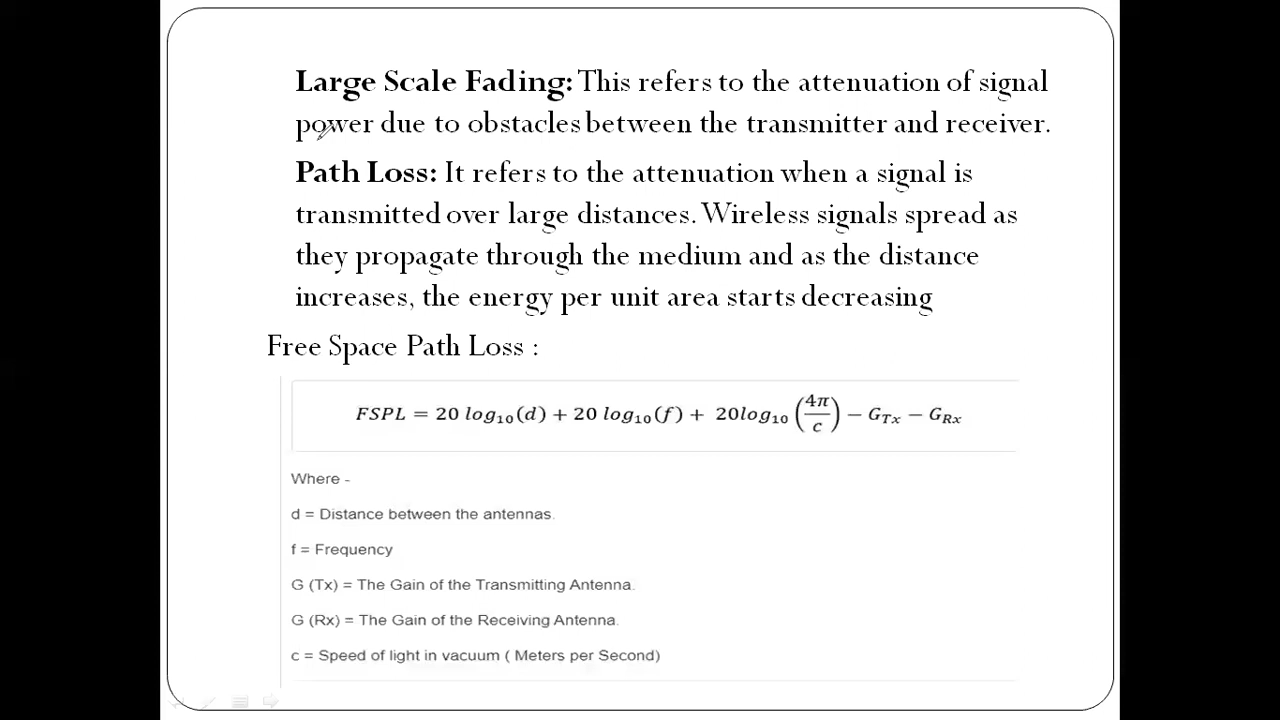 Large Scale Fading: This refers to the attenuation of signal
power due to obstacles between the transmitter and receiver.
Path Loss: It refers to the attenuation when a signal is
transmitted over large distances. Wireless signals spread as
they propagate through the medium and as the distance
increases, the energy per unit area starts decreasing
Free Space Path Loss :
FSPL = 20 log₁₀(d) + 20 log₁₀(f) + 20log₁₀(4π/c) − G_Tx − G_Rx
Where -
d = Distance between the antennas.
f = Frequency
G (Tx) = The Gain of the Transmitting Antenna.
G (Rx) = The Gain of the Receiving Antenna.
c = Speed of light in vacuum ( Meters per Second)